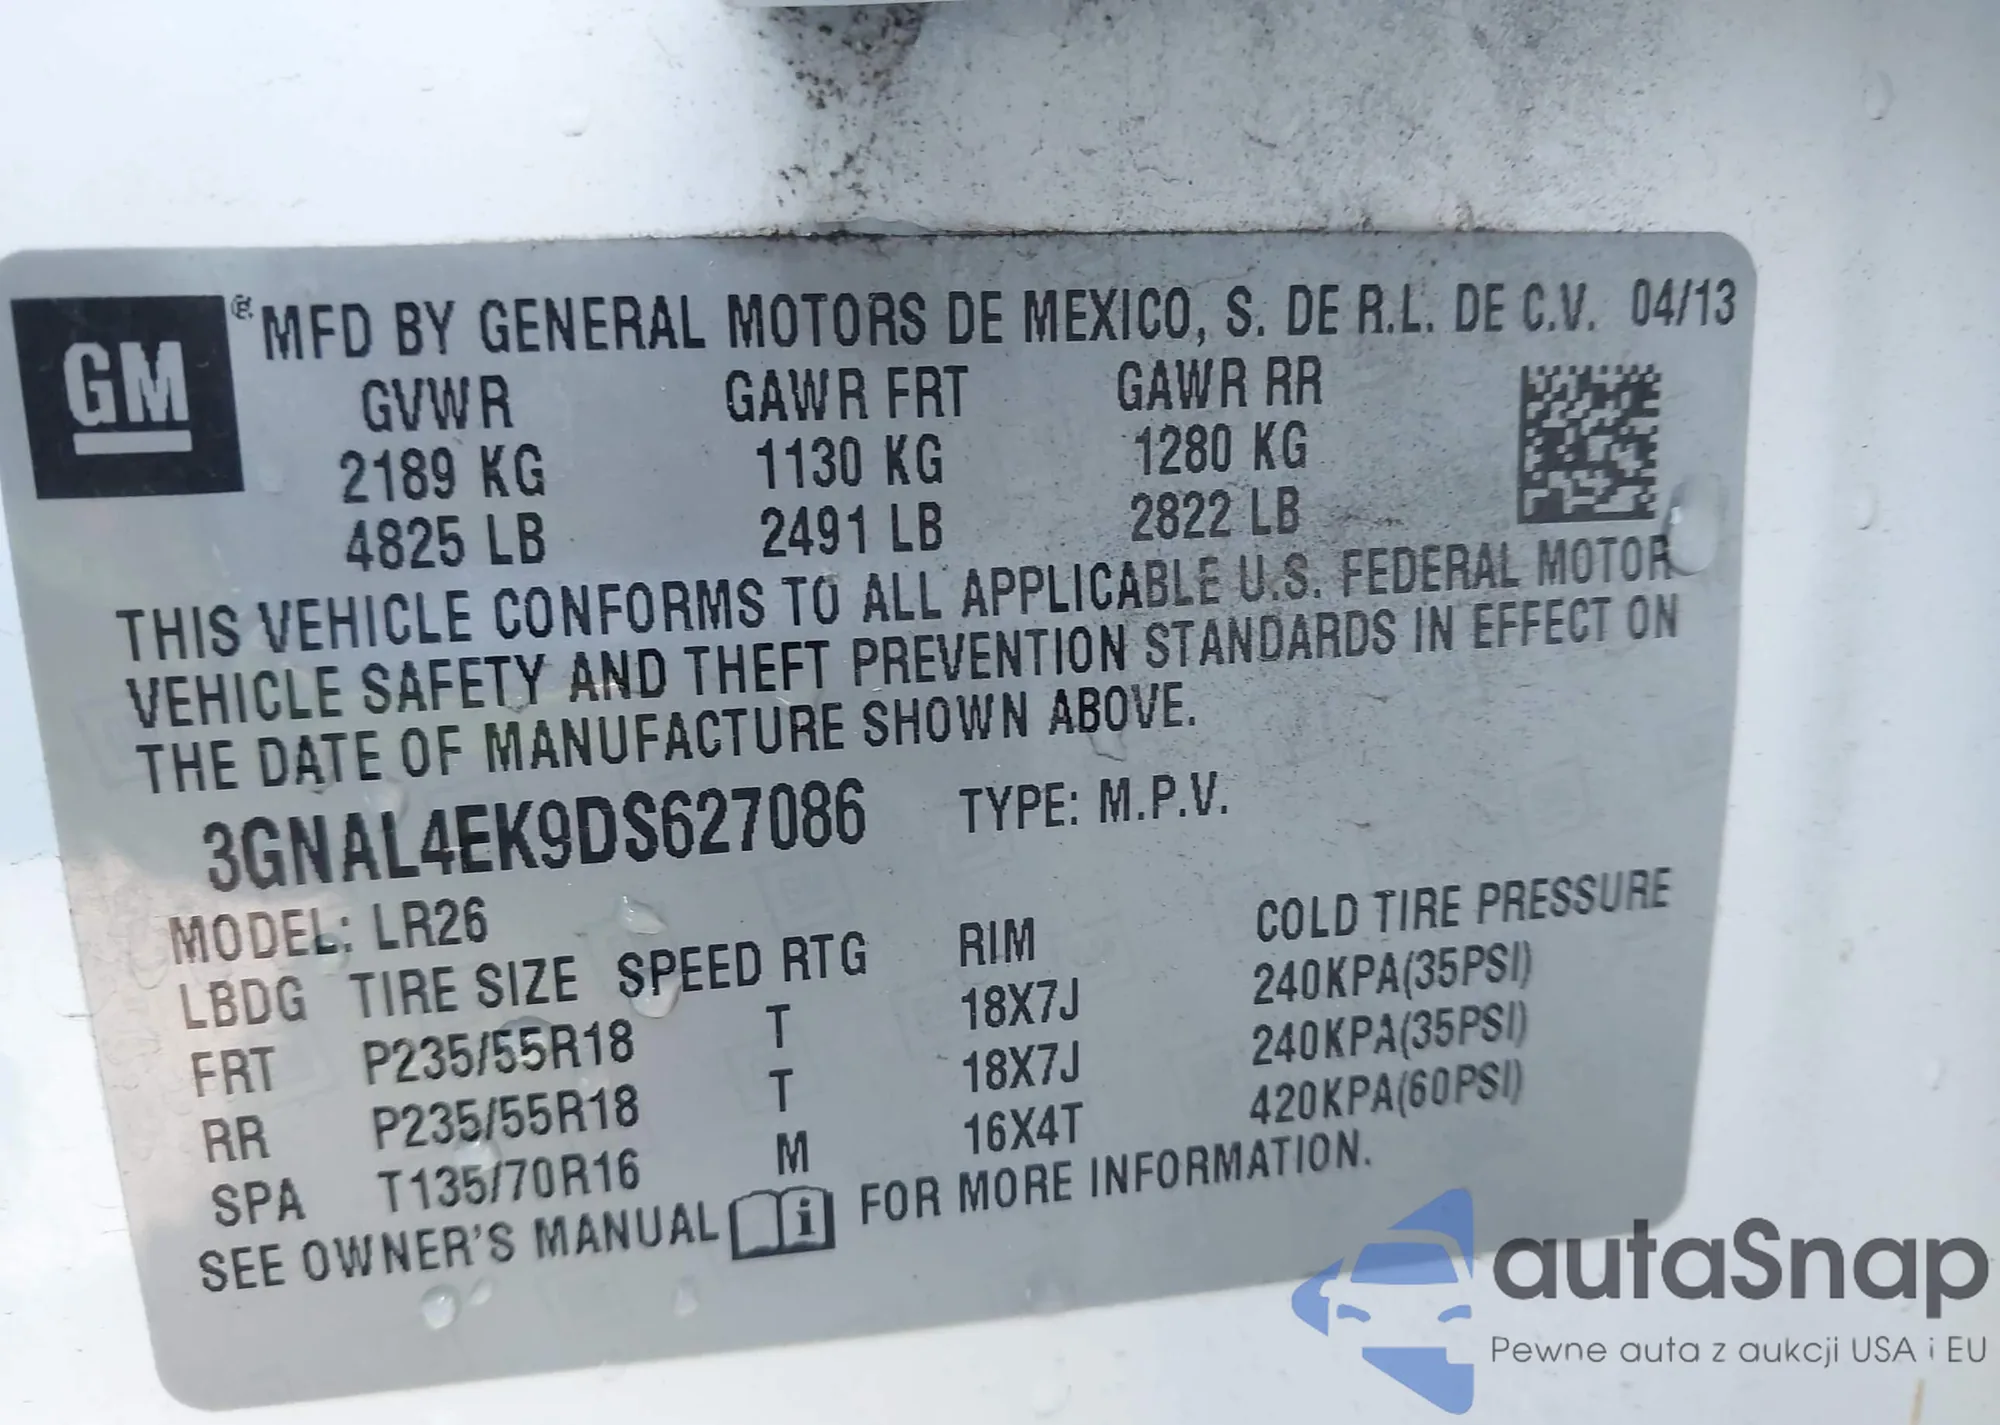 GM
® MFD BY GENERAL MOTORS DE MEXICO, S. DE R.L. DE C.V. 04/13
GVWR GAWR FRT GAWR RR
2189 KG 1130 KG 1280 KG
4825 LB 2491 LB 2822 LB
THIS VEHICLE CONFORMS TO ALL APPLICABLE U.S. FEDERAL MOTOR
VEHICLE SAFETY AND THEFT PREVENTION STANDARDS IN EFFECT ON
THE DATE OF MANUFACTURE SHOWN ABOVE.
3GNAL4EK9DS627086 TYPE: M.P.V.
MODEL: LR26
LBDG TIRE SIZE SPEED RTG RIM COLD TIRE PRESSURE
FRT P235/55R18 T 18X7J 240KPA(35PSI)
RR P235/55R18 T 18X7J 240KPA(35PSI)
SPA T135/70R16 M 16X4T 420KPA(60PSI)
SEE OWNER'S MANUAL i FOR MORE INFORMATION.
autaSnap
Pewne auta z aukcji USA i EU